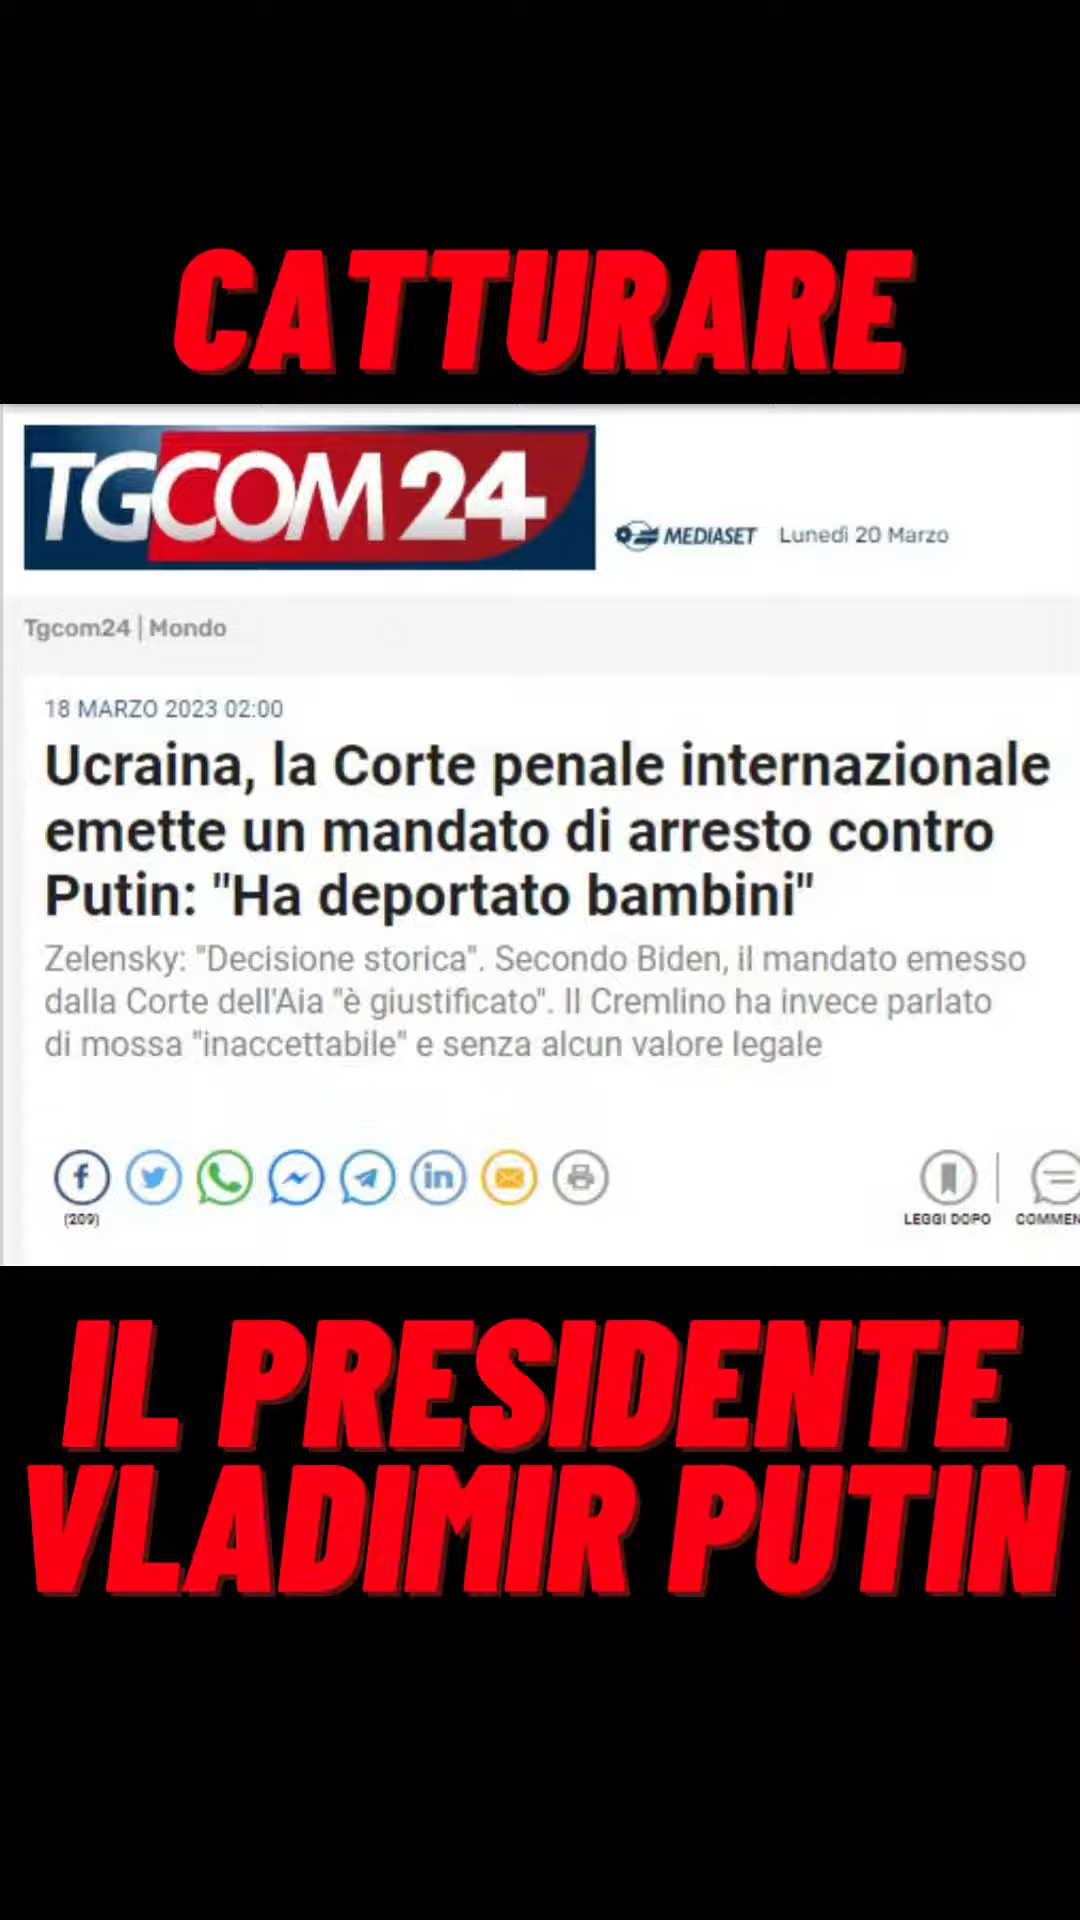 CATTURARE
TGCOM24
MEDIASET Lunedì 20 Marzo
Tgcom24 | Mondo
18 MARZO 2023 02:00
Ucraina, la Corte penale internazionale
emette un mandato di arresto contro
Putin: "Ha deportato bambini"
Zelensky: "Decisione storica". Secondo Biden, il mandato emesso
dalla Corte dell'Aia "è giustificato". Il Cremlino ha invece parlato
di mossa "inaccettabile" e senza alcun valore legale
(209)
LEGGI DOPO COMMEN
IL PRESIDENTE
VLADIMIR PUTIN